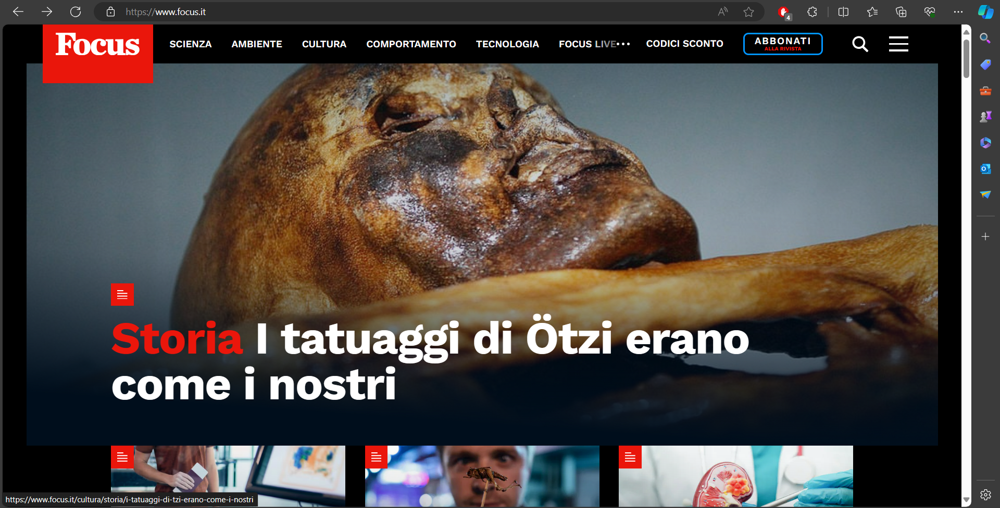 https://www.focus.it
4
Focus
SCIENZA AMBIENTE CULTURA COMPORTAMENTO TECNOLOGIA FOCUS LIVE••• CODICI SCONTO
ABBONATI
ALLA RIVISTA
Storia I tatuaggi di Ötzi erano
come i nostri
https://www.focus.it/cultura/storia/i-tatuaggi-di-tzi-erano-come-i-nostri